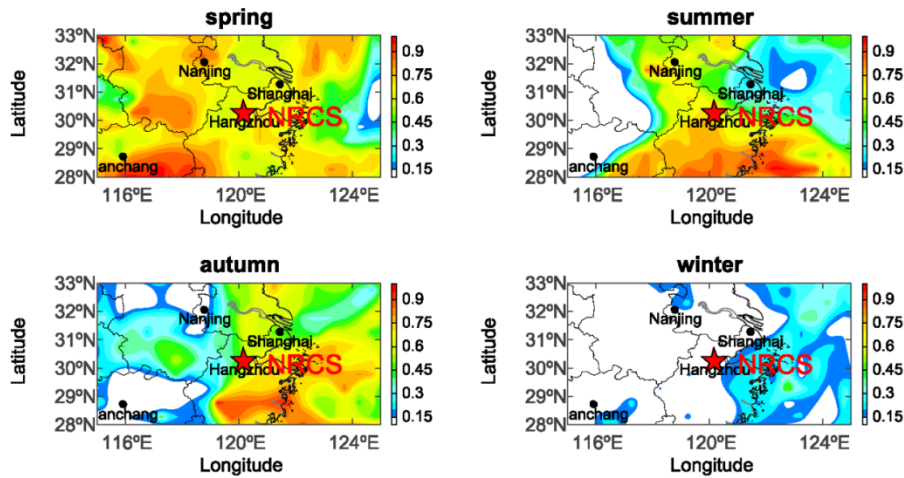 spring
33°N
32°N
31°N
30°N
29°N
28°N
Latitude
Nanjing
Shanghai
Hangzhou
NRCS
anchang
116°E
120°E
124°E
Longitude
0.9
0.75
0.6
0.45
0.3
0.15
summer
33°N
32°N
31°N
30°N
29°N
28°N
Latitude
Nanjing
Shanghai
Hangzhou
NRCS
anchang
116°E
120°E
124°E
Longitude
0.9
0.75
0.6
0.45
0.3
0.15
autumn
33°N
32°N
31°N
30°N
29°N
28°N
Latitude
Nanjing
Shanghai
Hangzhou
NRCS
anchang
116°E
120°E
124°E
Longitude
0.9
0.75
0.6
0.45
0.3
0.15
winter
33°N
32°N
31°N
30°N
29°N
28°N
Latitude
Nanjing
Shanghai
Hangzhou
NRCS
anchang
116°E
120°E
124°E
Longitude
0.9
0.75
0.6
0.45
0.3
0.15